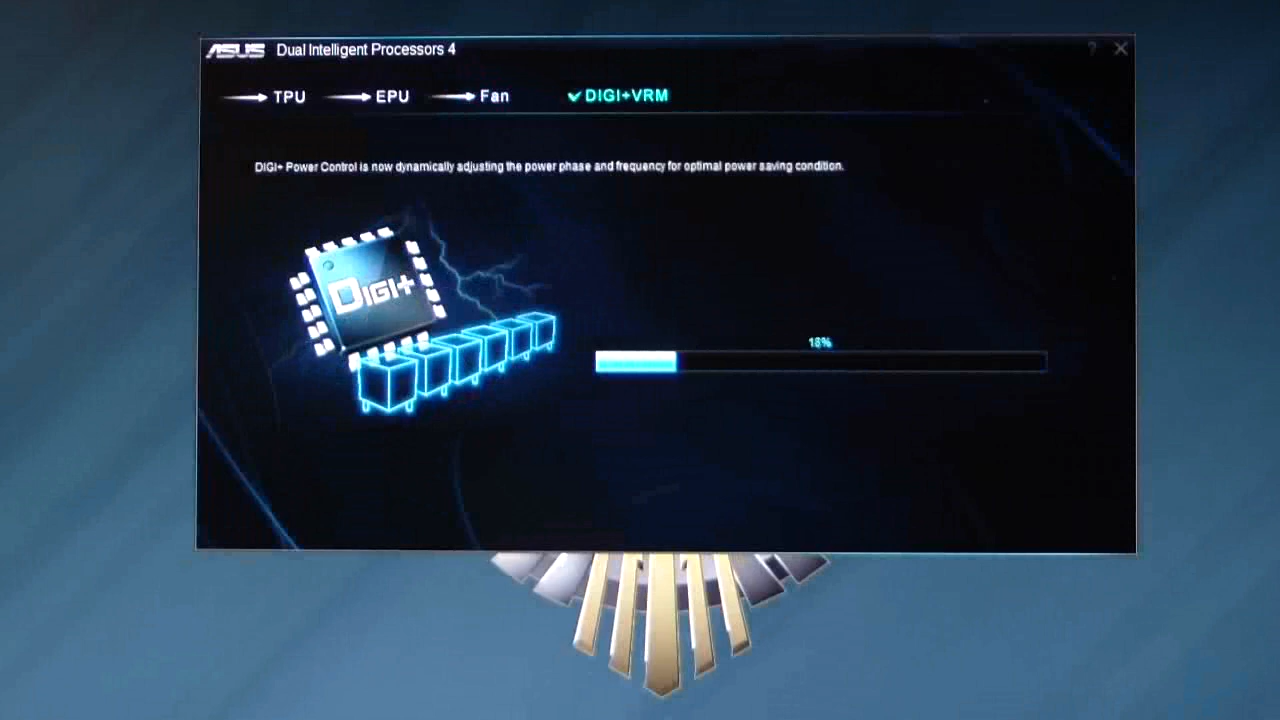 ASUS Dual Intelligent Processors 4 ?
TPU EPU Fan DIGI+VRM
DIGI+ Power Control is now dynamically adjusting the power phase and frequency for optimal power saving condition.
DIGI+
18%